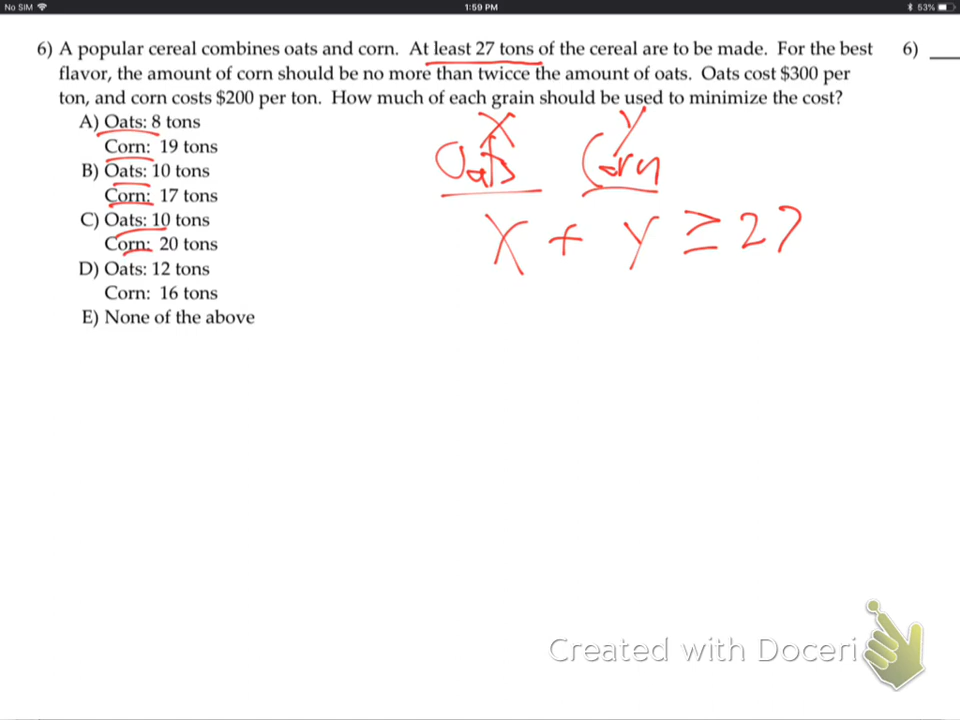 No SIM 1:59 PM 53%
6) A popular cereal combines oats and corn. At least 27 tons of the cereal are to be made. For the best 6)
flavor, the amount of corn should be no more than twicce the amount of oats. Oats cost $300 per
ton, and corn costs $200 per ton. How much of each grain should be used to minimize the cost?
A) Oats: 8 tons
Corn: 19 tons
B) Oats: 10 tons
Corn: 17 tons
C) Oats: 10 tons
Corn: 20 tons
D) Oats: 12 tons
Corn: 16 tons
E) None of the above
x y
Oats Corn
x + y ≥ 27
Created with Doceri